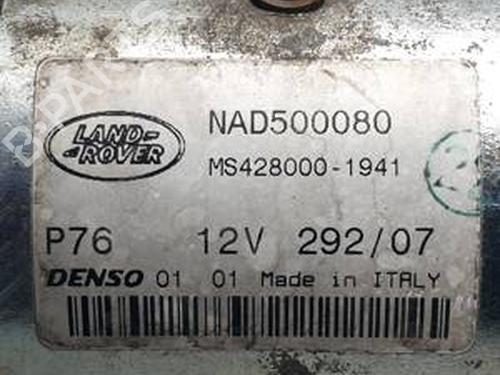 LAND-
ROVER
NAD500080
MS428000-1941
P76 12V 292/07
DENSO 01 01 Made in ITALY